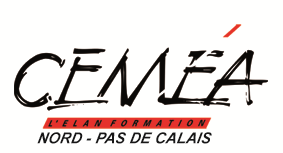 CEMÉA
L'ELAN FORMATION
NORD - PAS DE CALAIS